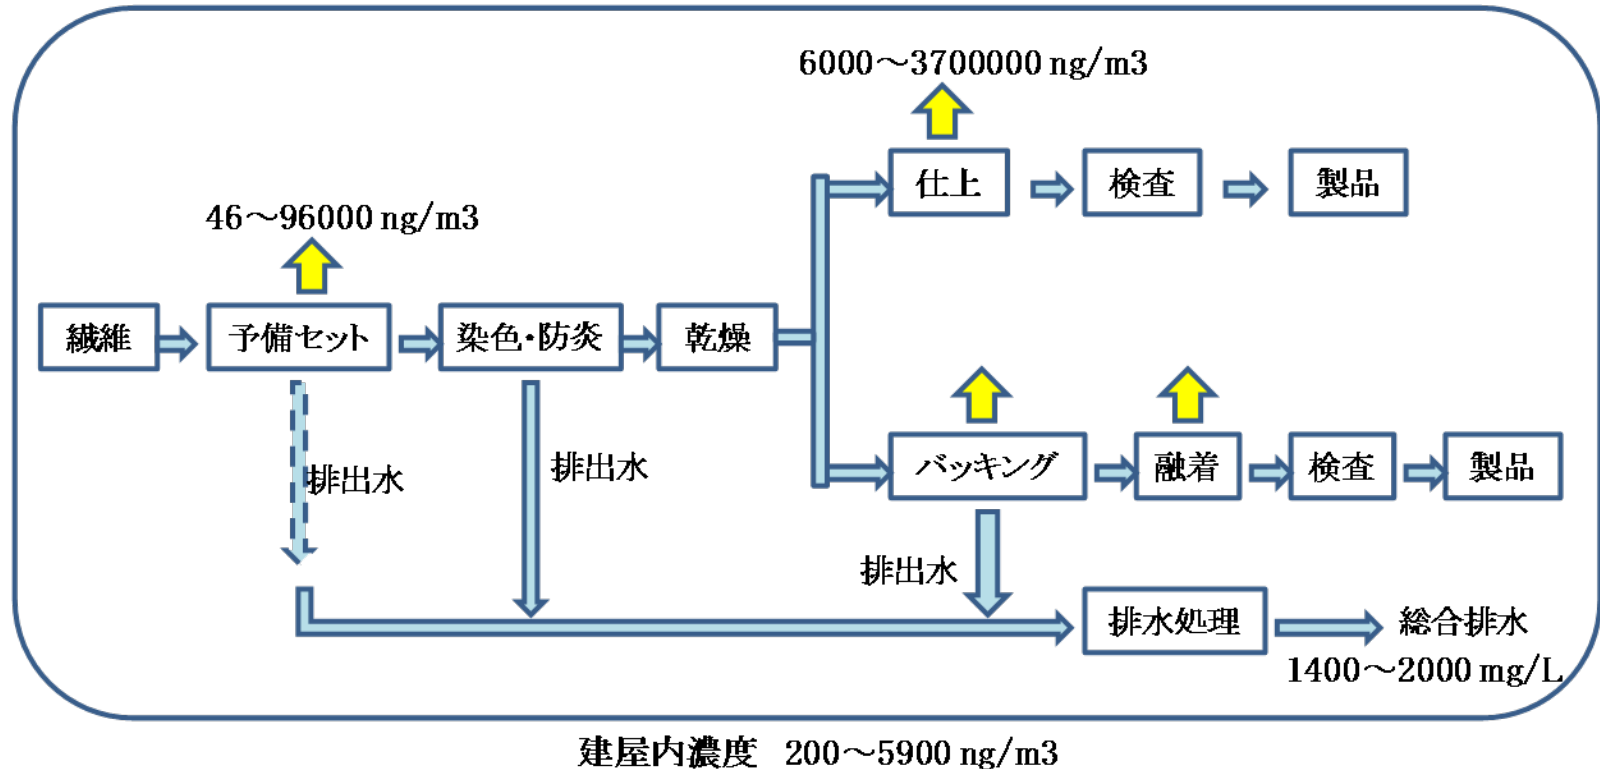 6000～3700000 ng/m3
仕上
検査
製品
46～96000 ng/m3
繊維
予備セット
染色・防炎
乾燥
バッキング
融着
検査
製品
排出水
排出水
排出水
排水処理
総合排水
1400～2000 mg/L
建屋内濃度 200～5900 ng/m3